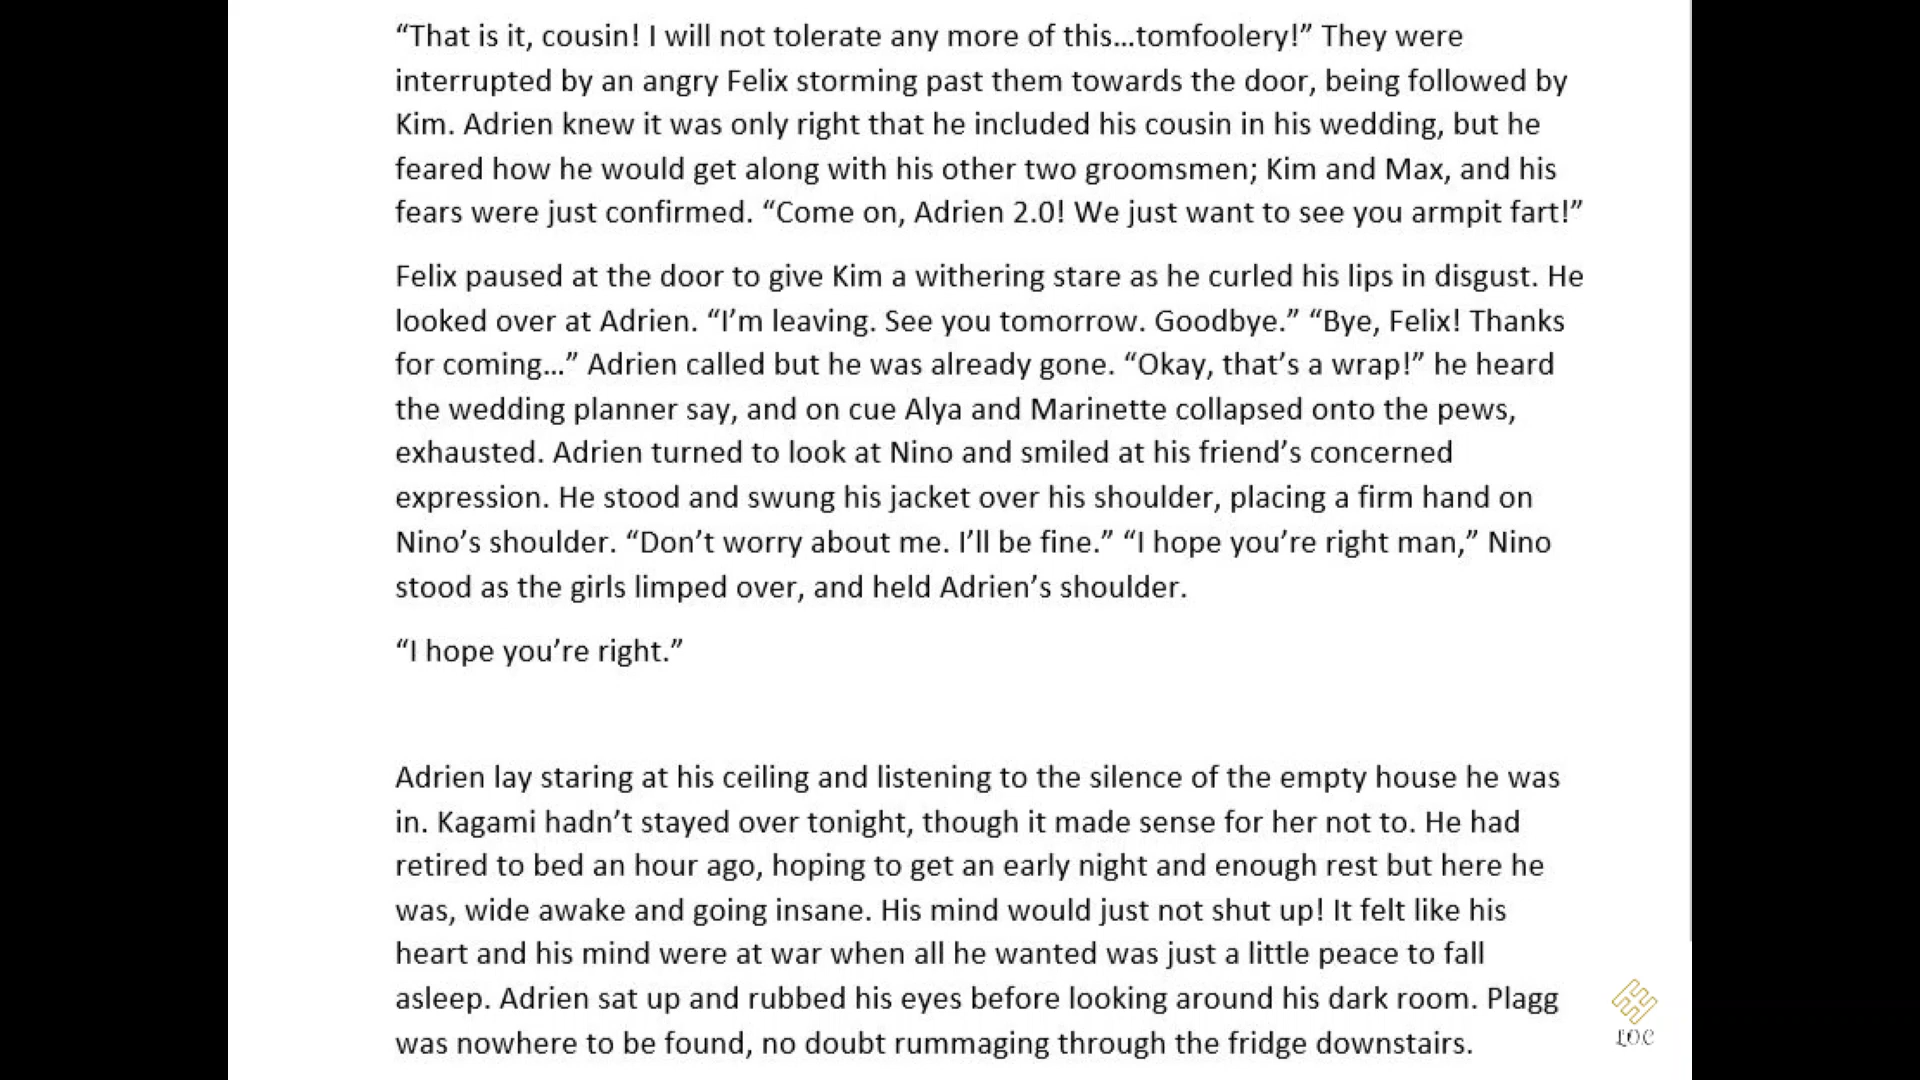 “That is it, cousin! I will not tolerate any more of this…tomfoolery!” They were
interrupted by an angry Felix storming past them towards the door, being followed by
Kim. Adrien knew it was only right that he included his cousin in his wedding, but he
feared how he would get along with his other two groomsmen; Kim and Max, and his
fears were just confirmed. “Come on, Adrien 2.0! We just want to see you armpit fart!”
Felix paused at the door to give Kim a withering stare as he curled his lips in disgust. He
looked over at Adrien. “I’m leaving. See you tomorrow. Goodbye.” “Bye, Felix! Thanks
for coming…” Adrien called but he was already gone. “Okay, that’s a wrap!” he heard
the wedding planner say, and on cue Alya and Marinette collapsed onto the pews,
exhausted. Adrien turned to look at Nino and smiled at his friend’s concerned
expression. He stood and swung his jacket over his shoulder, placing a firm hand on
Nino’s shoulder. “Don’t worry about me. I’ll be fine.” “I hope you’re right man,” Nino
stood as the girls limped over, and held Adrien’s shoulder.
“I hope you’re right.”
Adrien lay staring at his ceiling and listening to the silence of the empty house he was
in. Kagami hadn’t stayed over tonight, though it made sense for her not to. He had
retired to bed an hour ago, hoping to get an early night and enough rest but here he
was, wide awake and going insane. His mind would just not shut up! It felt like his
heart and his mind were at war when all he wanted was just a little peace to fall
asleep. Adrien sat up and rubbed his eyes before looking around his dark room. Plagg
was nowhere to be found, no doubt rummaging through the fridge downstairs.
LOC